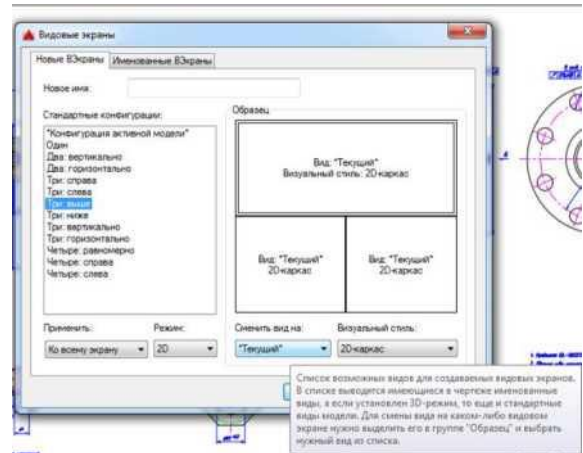 Видовые экраны
Новые ВЭкраны Именованные ВЭкраны
Новое имя:
Стандартные конфигурации:
*Конфигурация активной модели*
Один
Два: вертикально
Два: горизонтально
Три: справа
Три: слева
Три: выше
Три: ниже
Три: вертикально
Три: горизонтально
Четыре: равномерно
Четыре: справа
Четыре: слева
Образец
Вид: *Текущий*
Визуальный стиль: 2D-каркас
Вид: *Текущий*
2D-каркас
Вид: *Текущий*
2D-каркас
Применить: Режим: Сменить вид на: Визуальный стиль:
Ко всему экрану 2D *Текущий* 2D-каркас
Список возможных видов для создаваемых видовых экранов.
В списке выводятся имеющиеся в чертеже именованные
виды, а если установлен 3D-режим, то еще и стандартные
виды модели. Для смены вида на каком-либо видовом
экране нужно выделить его в группе "Образец" и выбрать
нужный вид из списка.